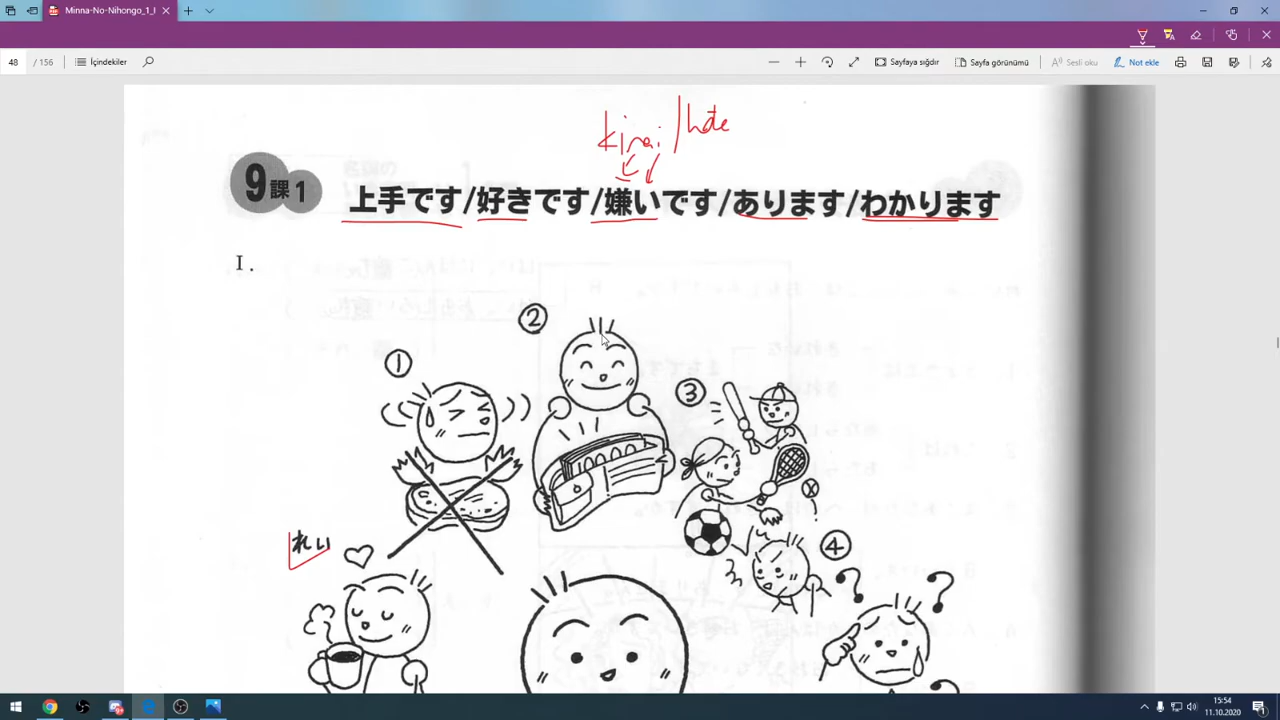 Minna-No-Nihongo_1_
48 / 156
İçindekiler
Sayfaya sığdır
Sayfa görünümü
Sesli oku
Not ekle
kirai / hate
9課1
上手です/好きです/嫌いです/あります/わかります
I.
①
②
③
④
れい
15:54
11.10.2020